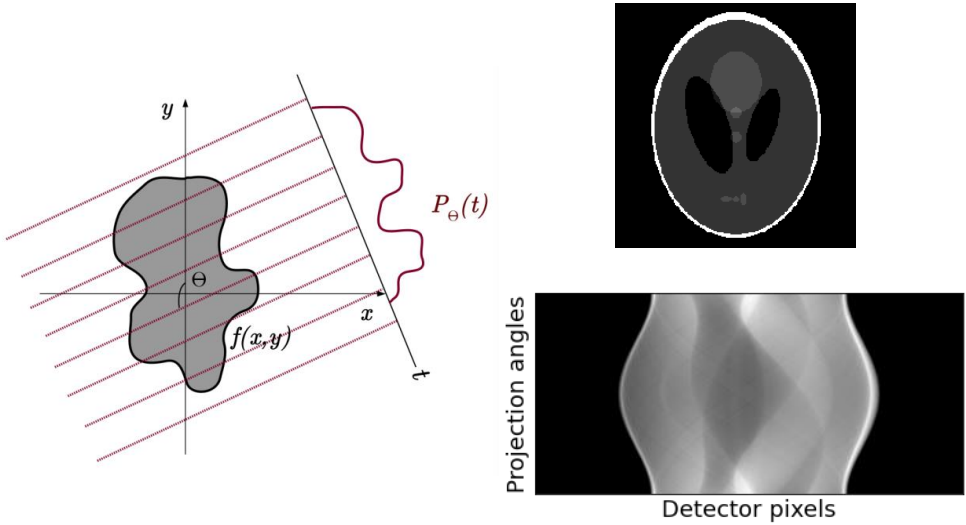 y
P_Θ(t)
Θ
x
f(x,y)
t
Projection angles
Detector pixels